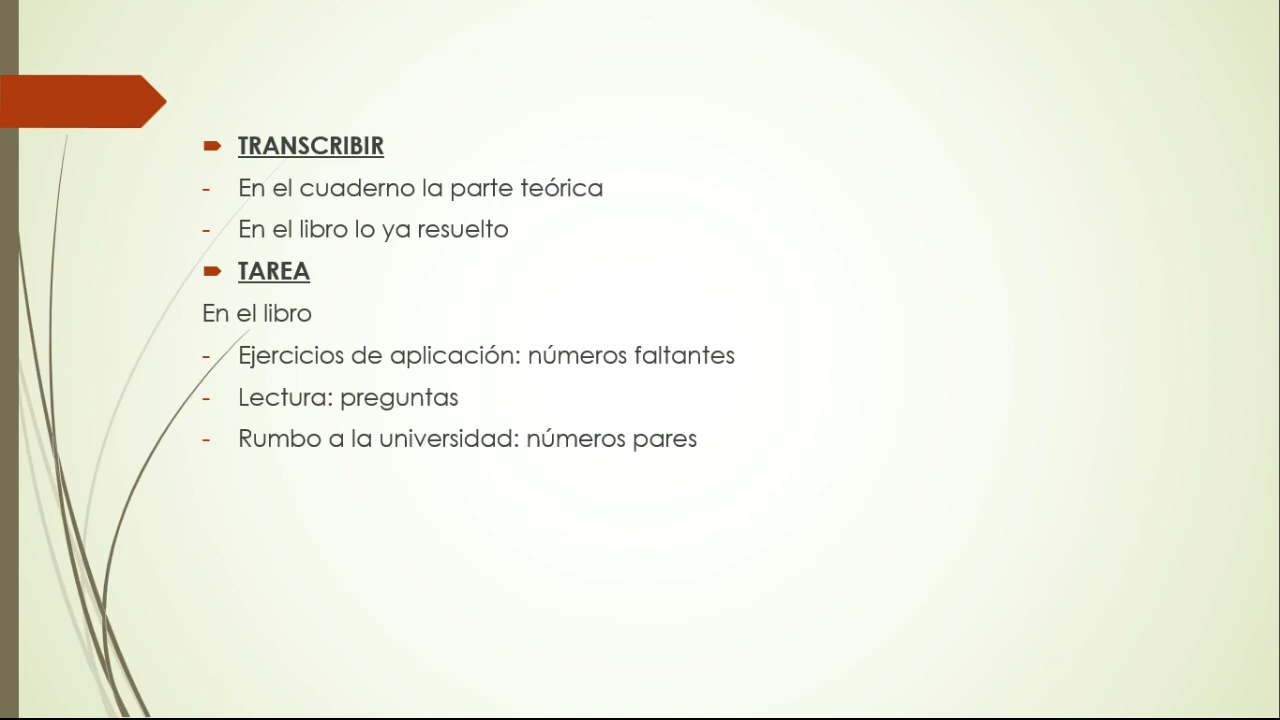 TRANSCRIBIR
- En el cuaderno la parte teórica
- En el libro lo ya resuelto
TAREA
En el libro
- Ejercicios de aplicación: números faltantes
- Lectura: preguntas
- Rumbo a la universidad: números pares